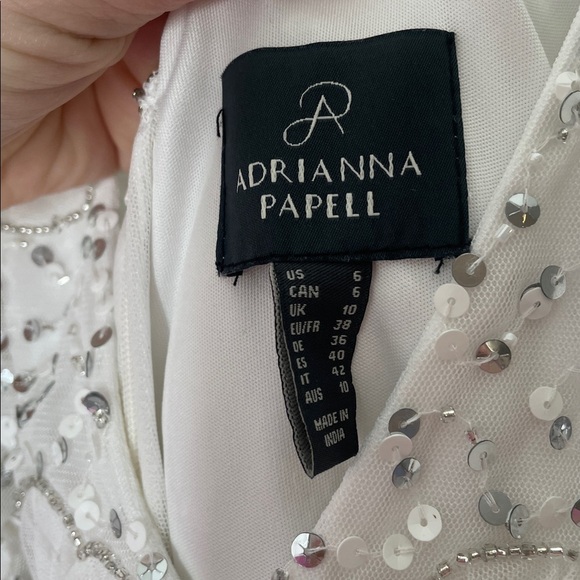 AP
ADRIANNA
PAPELL
US 6
CAN 6
UK 10
EU/FR 38
DE 36
ES 40
IT 42
AUS 10
MADE IN
INDIA